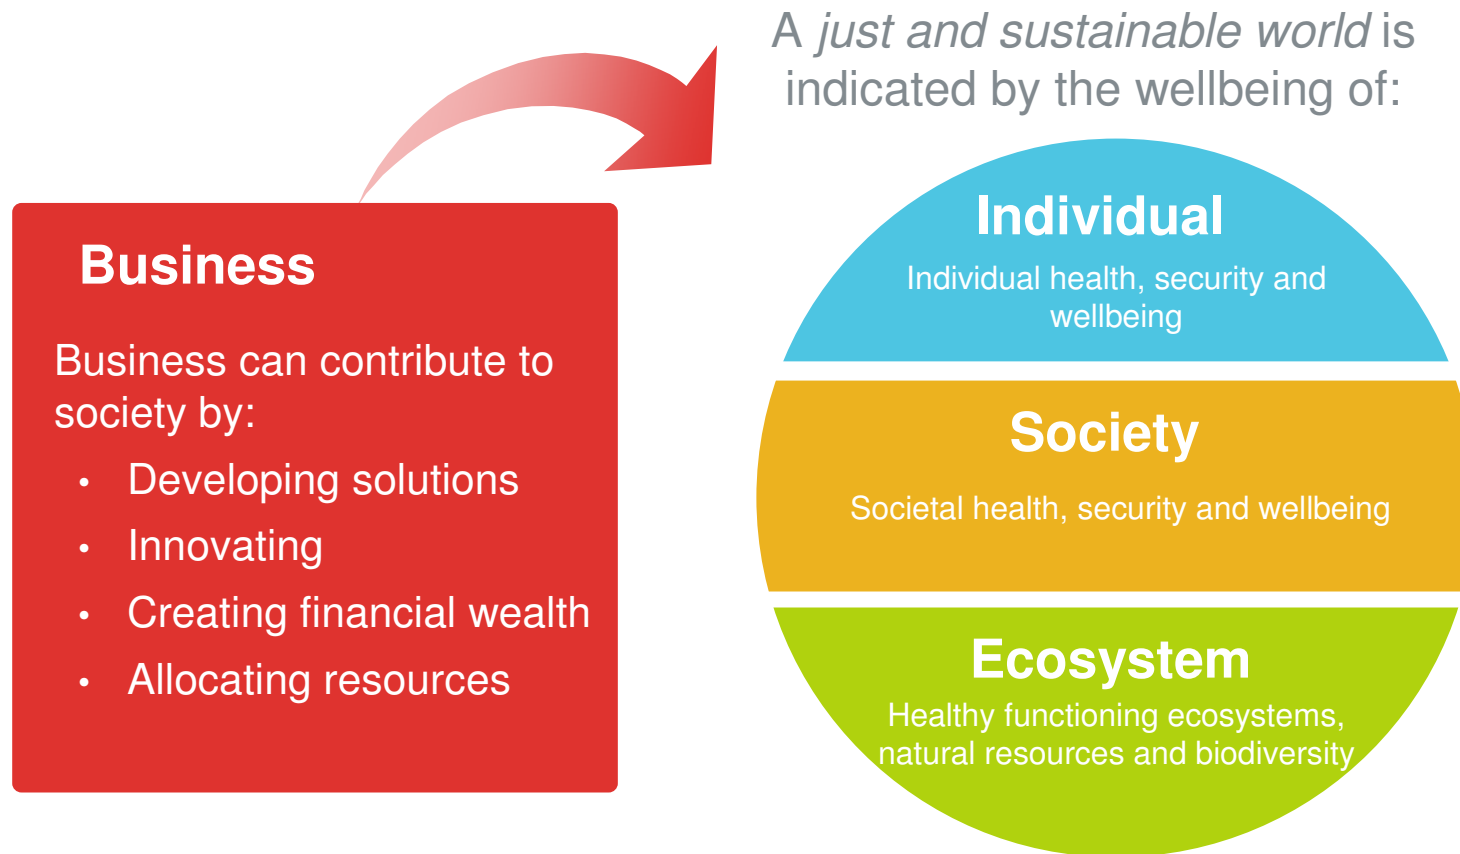 A just and sustainable world is
indicated by the wellbeing of:
Business
Business can contribute to
society by:
• Developing solutions
• Innovating
• Creating financial wealth
• Allocating resources
Individual
Individual health, security and
wellbeing
Society
Societal health, security and wellbeing
Ecosystem
Healthy functioning ecosystems,
natural resources and biodiversity